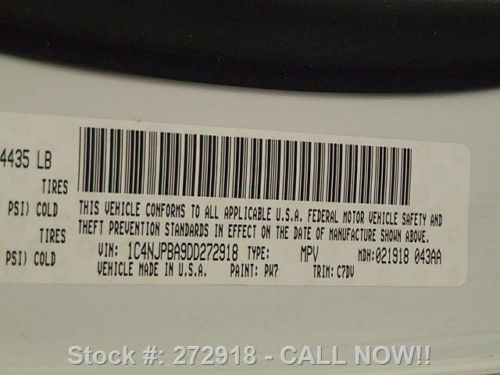 4435 LB
TIRES
PSI) COLD
TIRES
PSI) COLD
THIS VEHICLE CONFORMS TO ALL APPLICABLE U.S.A. FEDERAL MOTOR VEHICLE SAFETY AND
THEFT PREVENTION STANDARDS IN EFFECT ON THE DATE OF MANUFACTURE SHOWN ABOVE.
VIN: 1C4NJPBA9DD272918 TYPE: MPV MDH:021918 043AA
VEHICLE MADE IN U.S.A. PAINT: PW7 TRIM: C7DV
Stock #: 272918 - CALL NOW!!